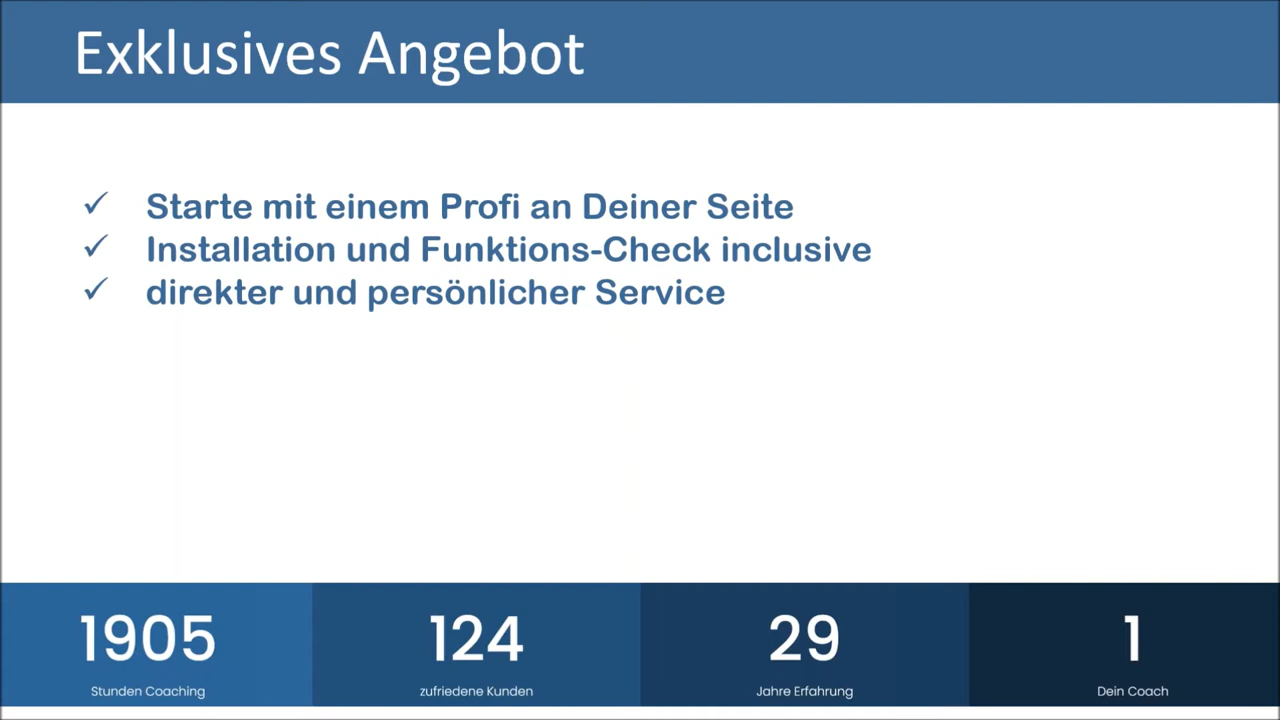 Exklusives Angebot
✓ Starte mit einem Profi an Deiner Seite
✓ Installation und Funktions-Check inclusive
✓ direkter und persönlicher Service
1905 124 29 1
Stunden Coaching zufriedene Kunden Jahre Erfahrung Dein Coach